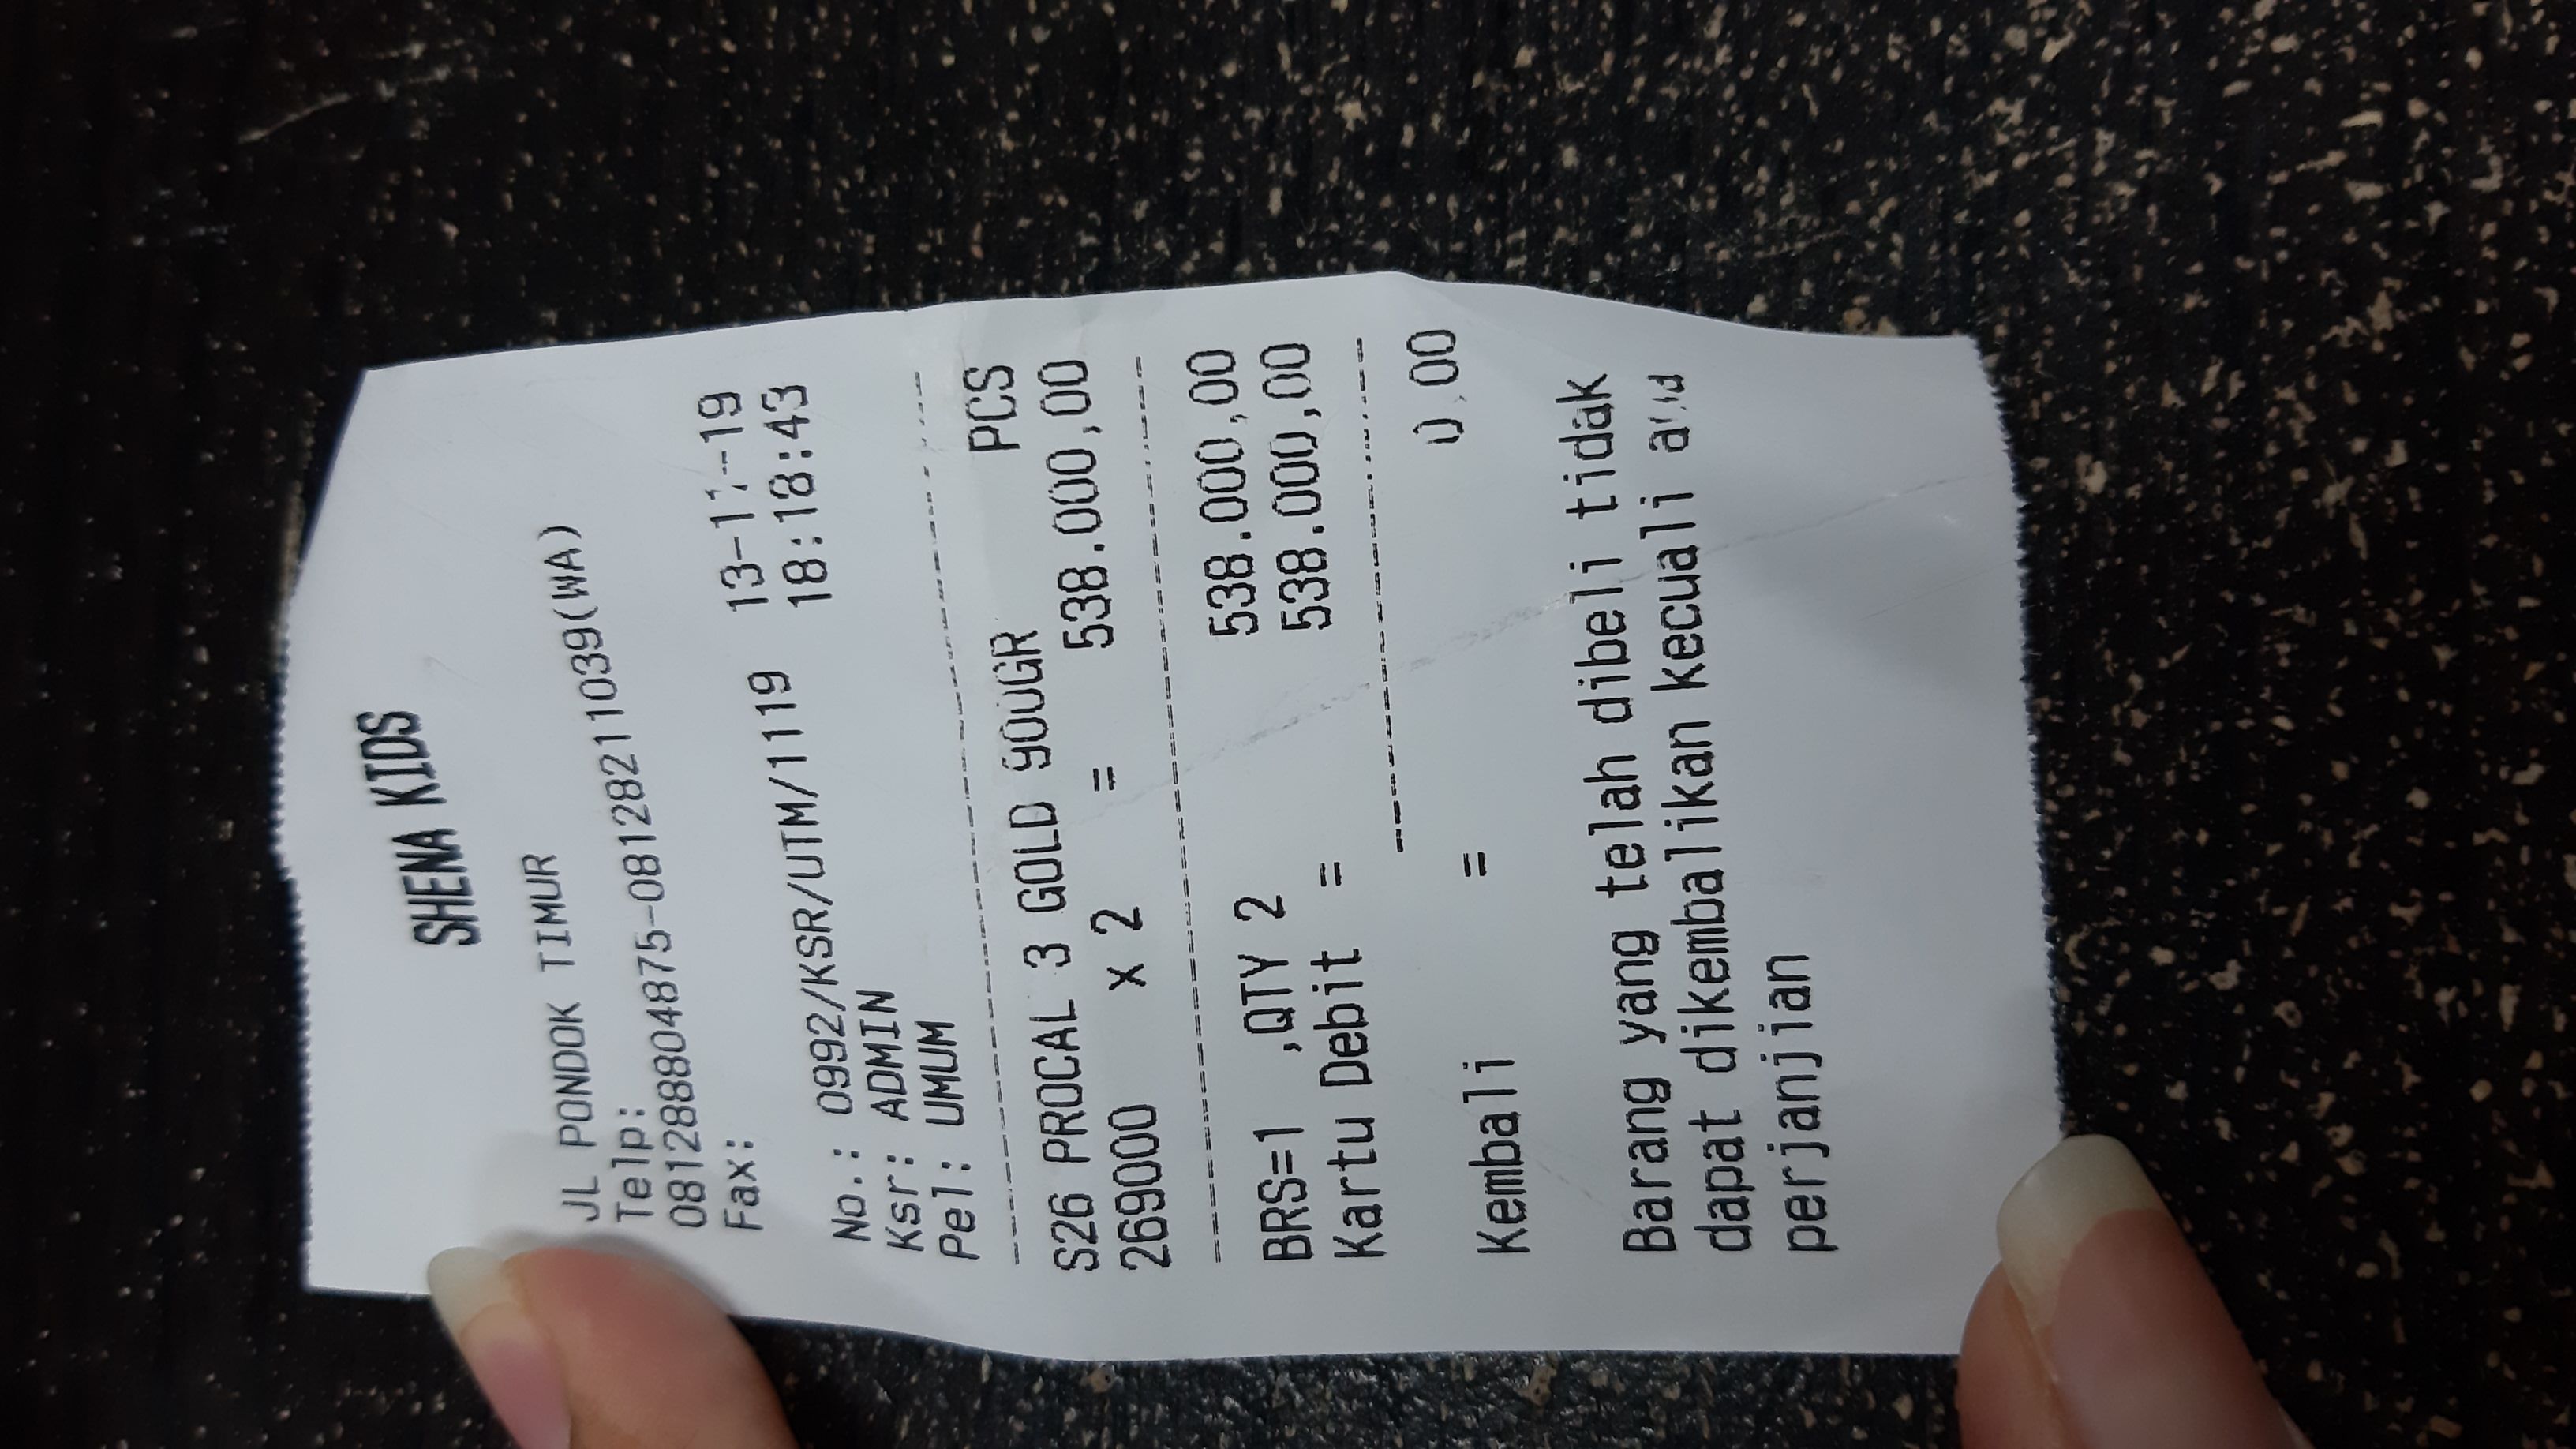 SHENA KIDS
JL PONDOK TIMUR
Telp:
081288804875-08128211039(WA)
Fax:
No.: 0992/KSR/UTM/1119 13-11-19
Ksr: ADMIN 18:18:43
Pel: UMUM
S26 PROCAL 3 GOLD 900GR PCS
269000 x 2 = 538.000,00
BRS=1 ,QTY 2 538.000,00
Kartu Debit = 538.000,00
Kembali = 0,00
Barang yang telah dibeli tidak
dapat dikembalikan kecuali ada
perjanjian